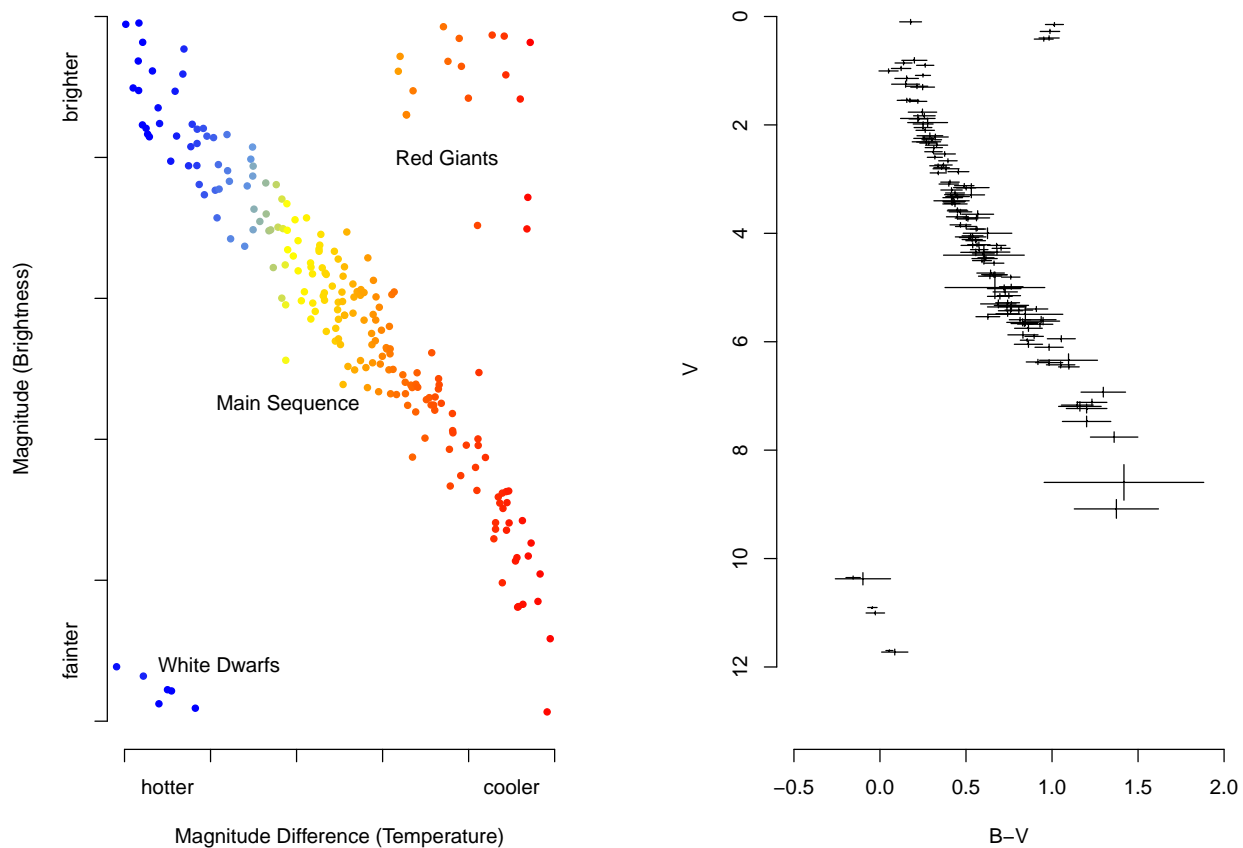 brighter
fainter
Magnitude (Brightness)
Red Giants
Main Sequence
White Dwarfs
hotter
cooler
Magnitude Difference (Temperature)
0
2
4
6
8
10
12
V
−0.5 0.0 0.5 1.0 1.5 2.0
B−V